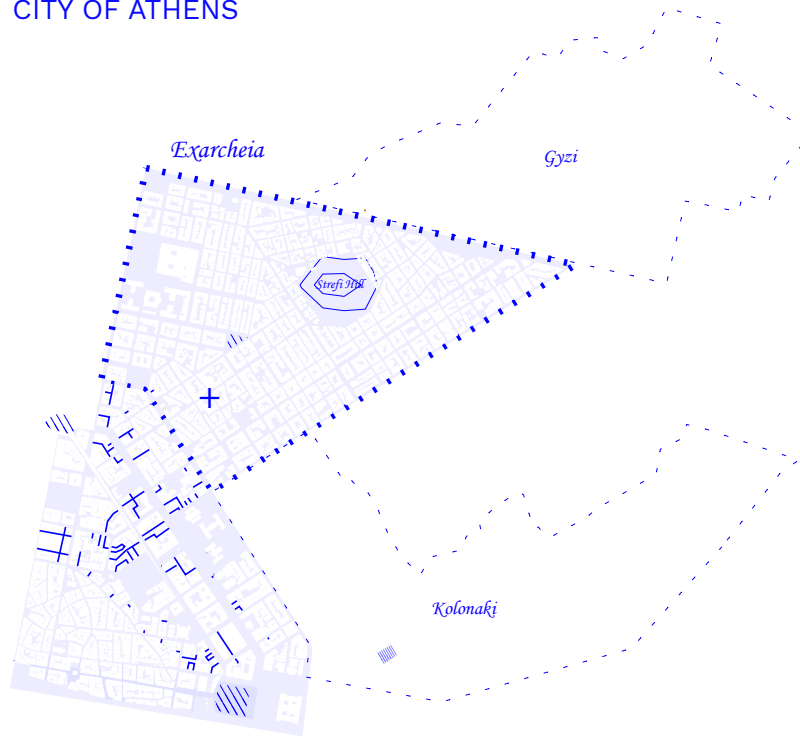 CITY OF ATHENS
Exarcheia
Gyzi
Strefi Hill
Kolonaki